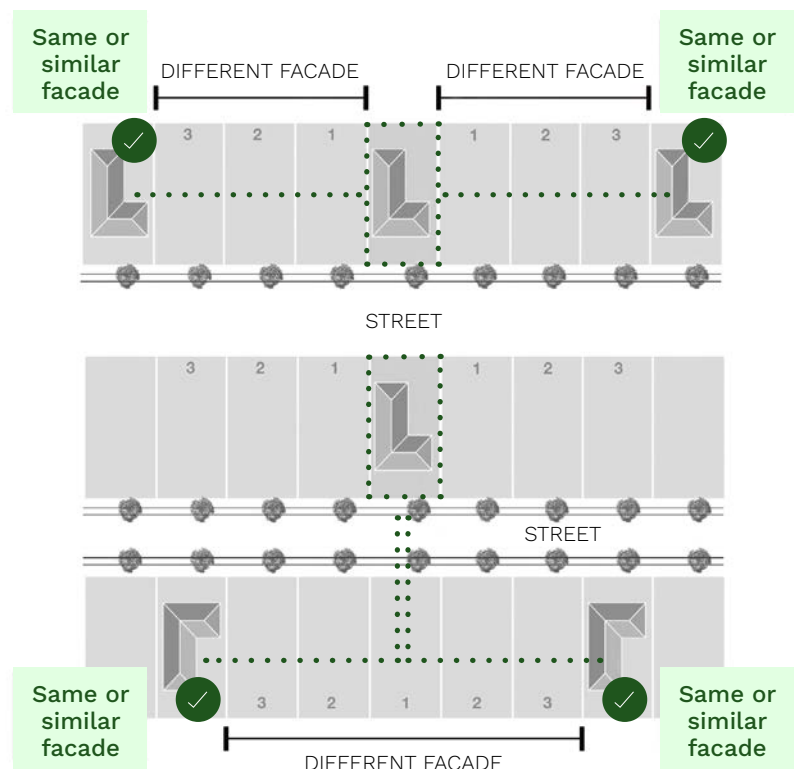 Same or
similar
facade
DIFFERENT FACADE
DIFFERENT FACADE
Same or
similar
facade
3 2 1 1 2 3
STREET
3 2 1 1 2 3
STREET
Same or
similar
facade
3 2 1 2 3
Same or
similar
facade
DIFFERENT FACADE